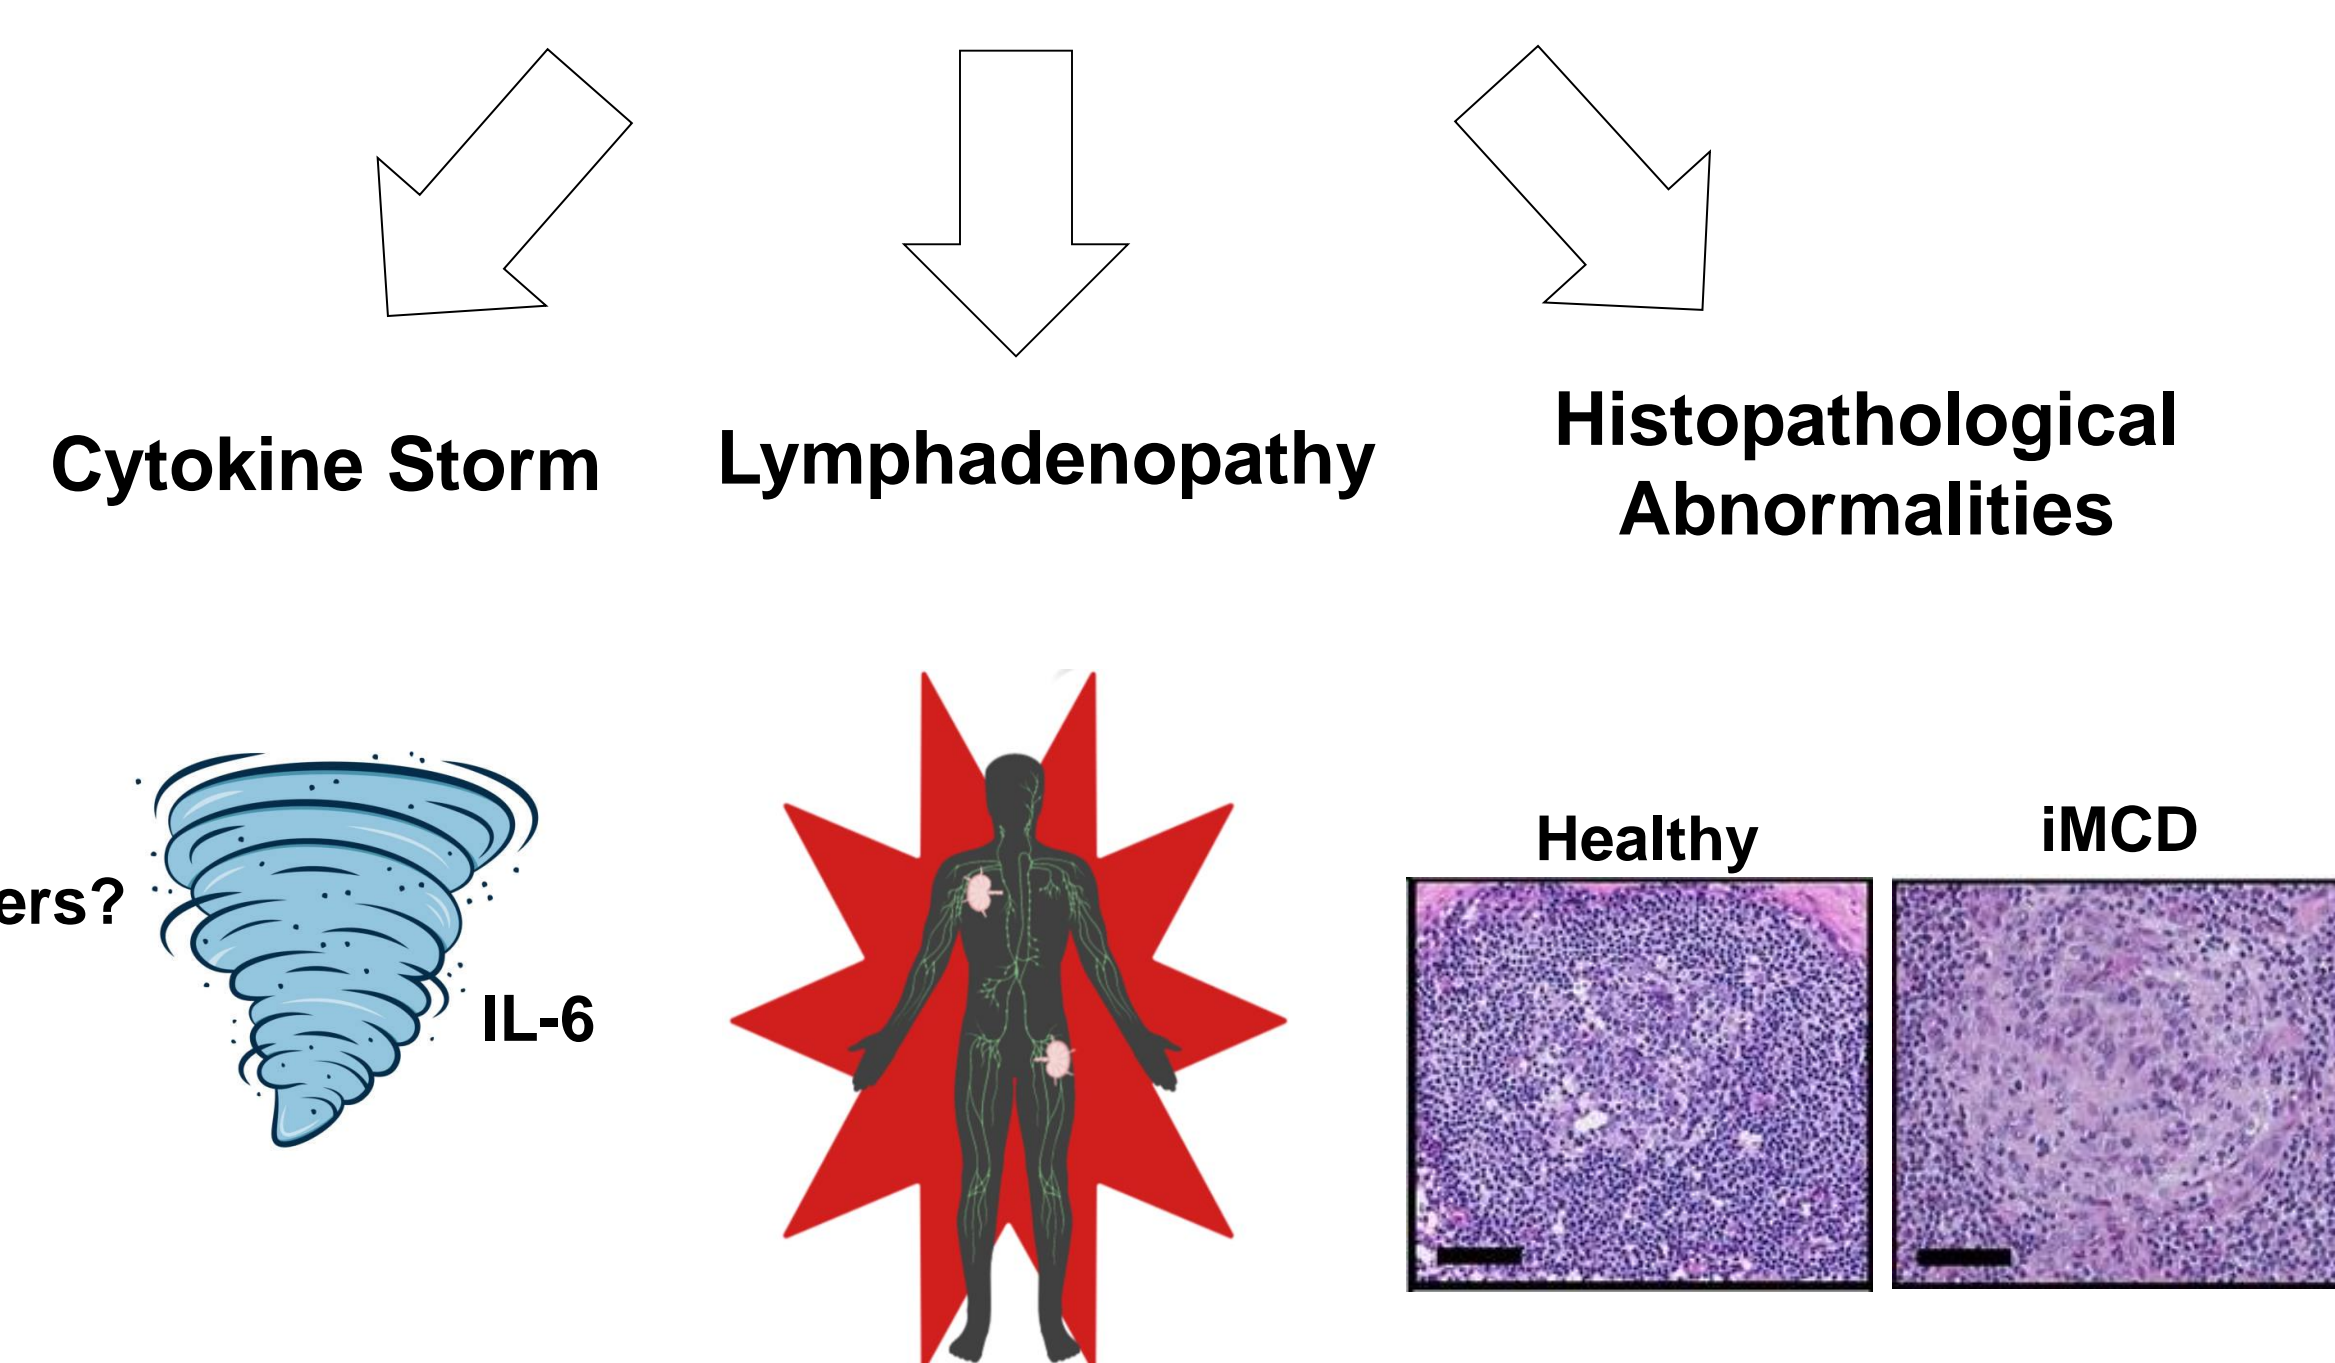 Cytokine Storm
Lymphadenopathy
Histopathological
Abnormalities
Healthy
iMCD
ers?
IL-6